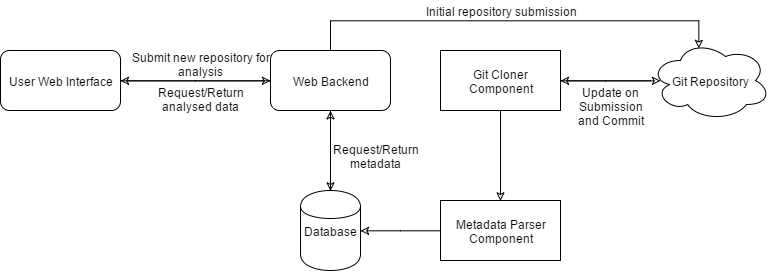 Initial repository submission
User Web Interface
Submit new repository for
analysis
Request/Return
analysed data
Web Backend
Git Cloner
Component
Update on
Submission
and Commit
Git Repository
Request/Return
metadata
Database
Metadata Parser
Component